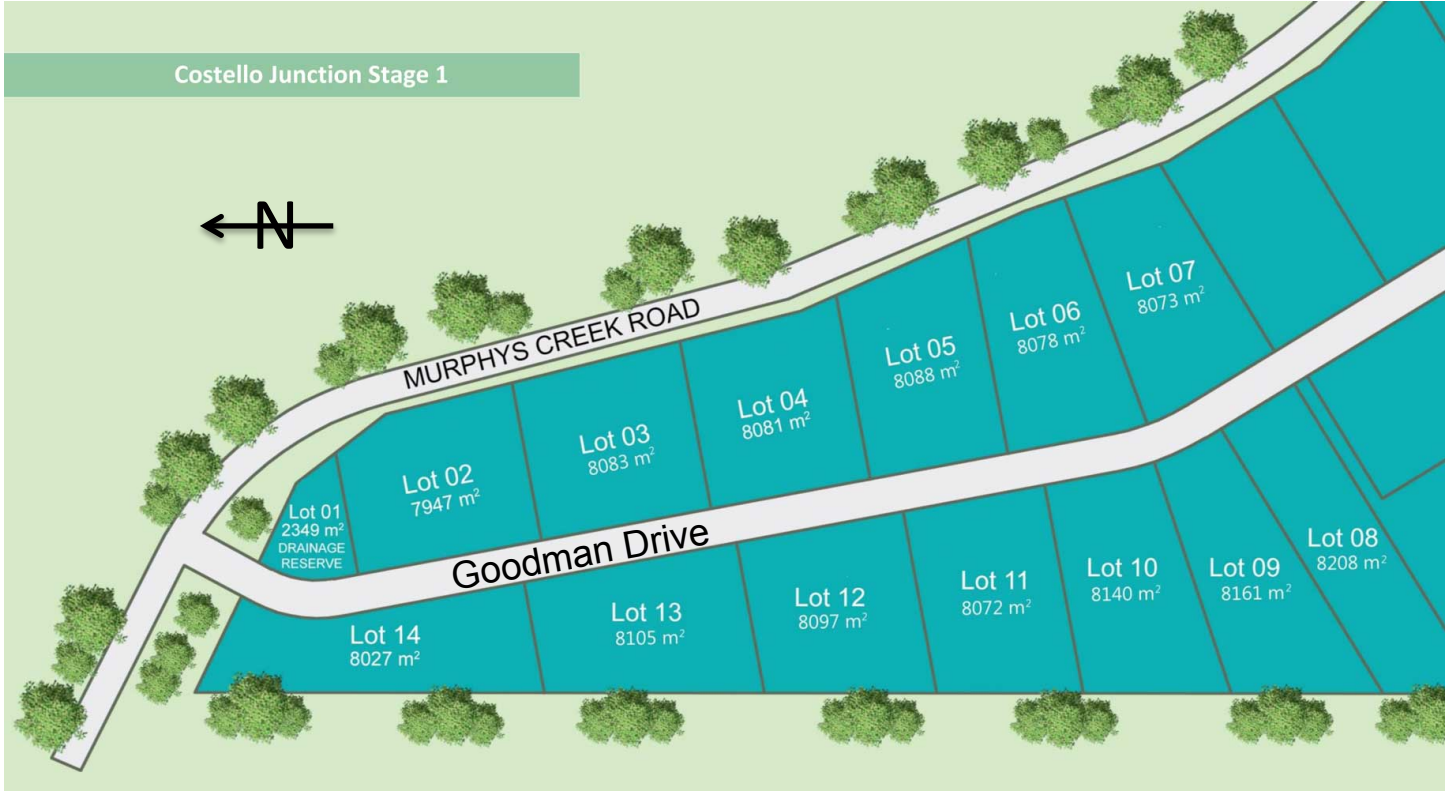 Costello Junction Stage 1
N
MURPHYS CREEK ROAD
Lot 07
8073 m²
Lot 06
8078 m²
Lot 05
8088 m²
Lot 04
8081 m²
Lot 03
8083 m²
Lot 02
7947 m²
Lot 01
2349 m²
DRAINAGE
RESERVE
Goodman Drive
Lot 08
8208 m²
Lot 09
8161 m²
Lot 10
8140 m²
Lot 11
8072 m²
Lot 12
8097 m²
Lot 13
8105 m²
Lot 14
8027 m²